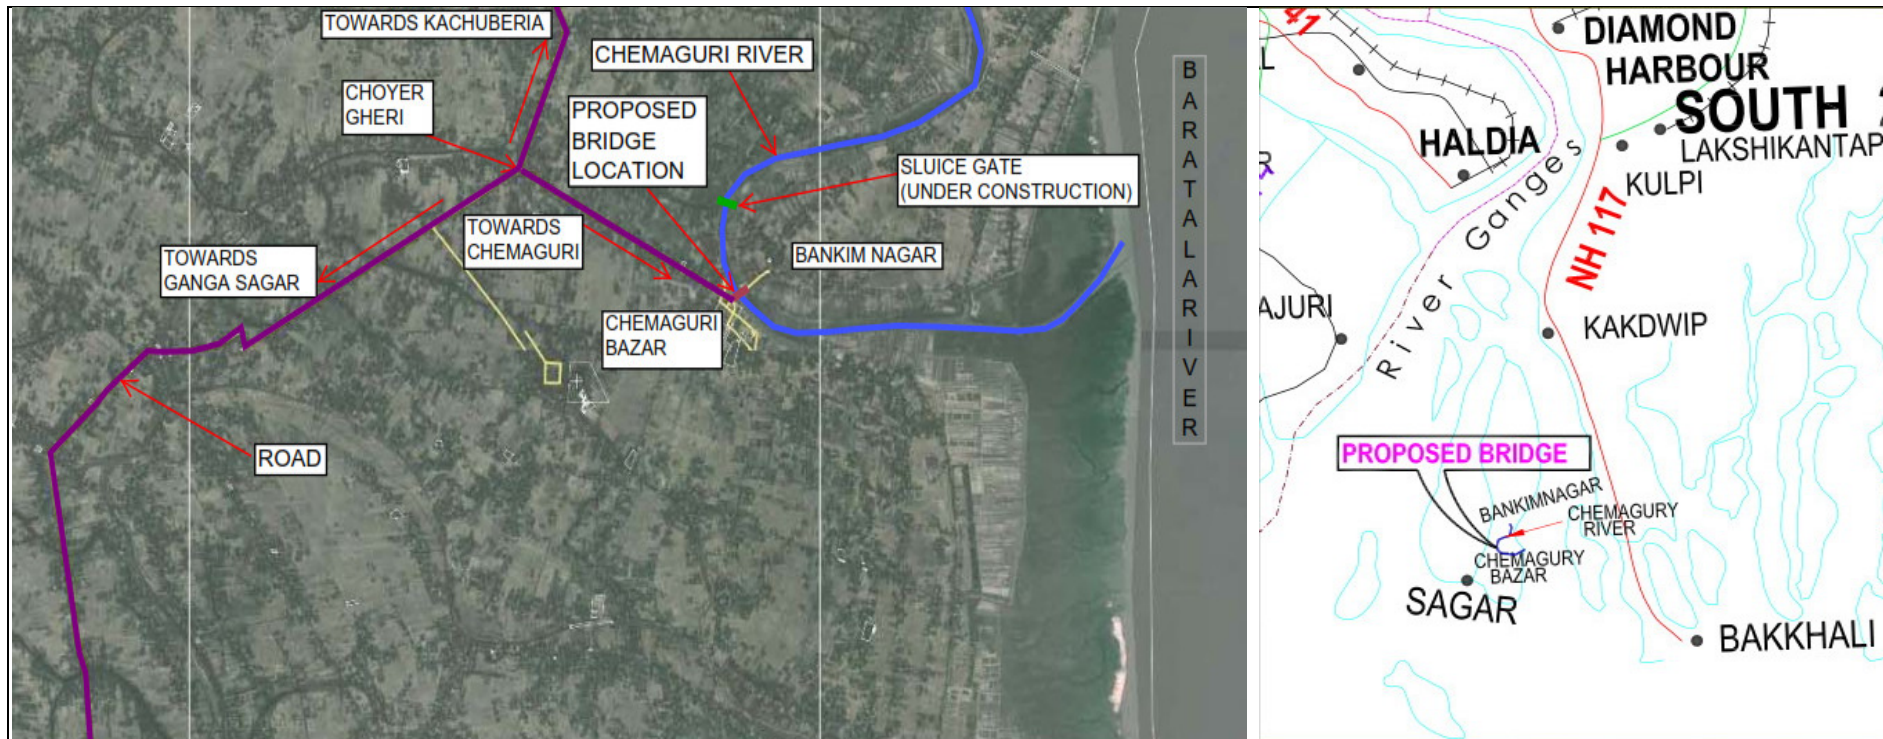 TOWARDS KACHUBERIA
CHEMAGURI RIVER
CHOYER
GHERI
PROPOSED
BRIDGE
LOCATION
SLUICE GATE
(UNDER CONSTRUCTION)
TOWARDS
CHEMAGURI
TOWARDS
GANGA SAGAR
BANKIM NAGAR
CHEMAGURI
BAZAR
ROAD
BARATALARIVER
41
DIAMOND
HARBOUR
SOUTH
HALDIA
LAKSHIKANTAP
KULPI
River Ganges
NH 117
AJURI
KAKDWIP
PROPOSED BRIDGE
BANKIMNAGAR
CHEMAGURY
RIVER
CHEMAGURY
BAZAR
SAGAR
BAKKHALI